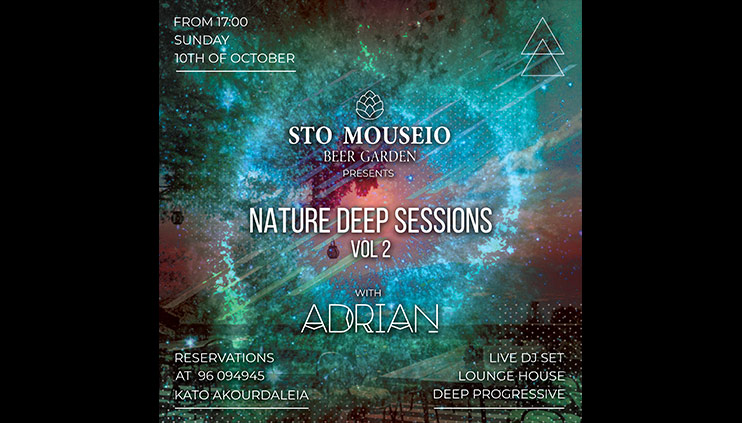 FROM 17:00
SUNDAY
10TH OF OCTOBER
STO MOUSEIO
BEER GARDEN
PRESENTS
NATURE DEEP SESSIONS
VOL 2
WITH
ADRIAN
RESERVATIONS
AT 96 094945
KATO AKOURDALEIA
LIVE DJ SET
LOUNGE HOUSE
DEEP PROGRESSIVE